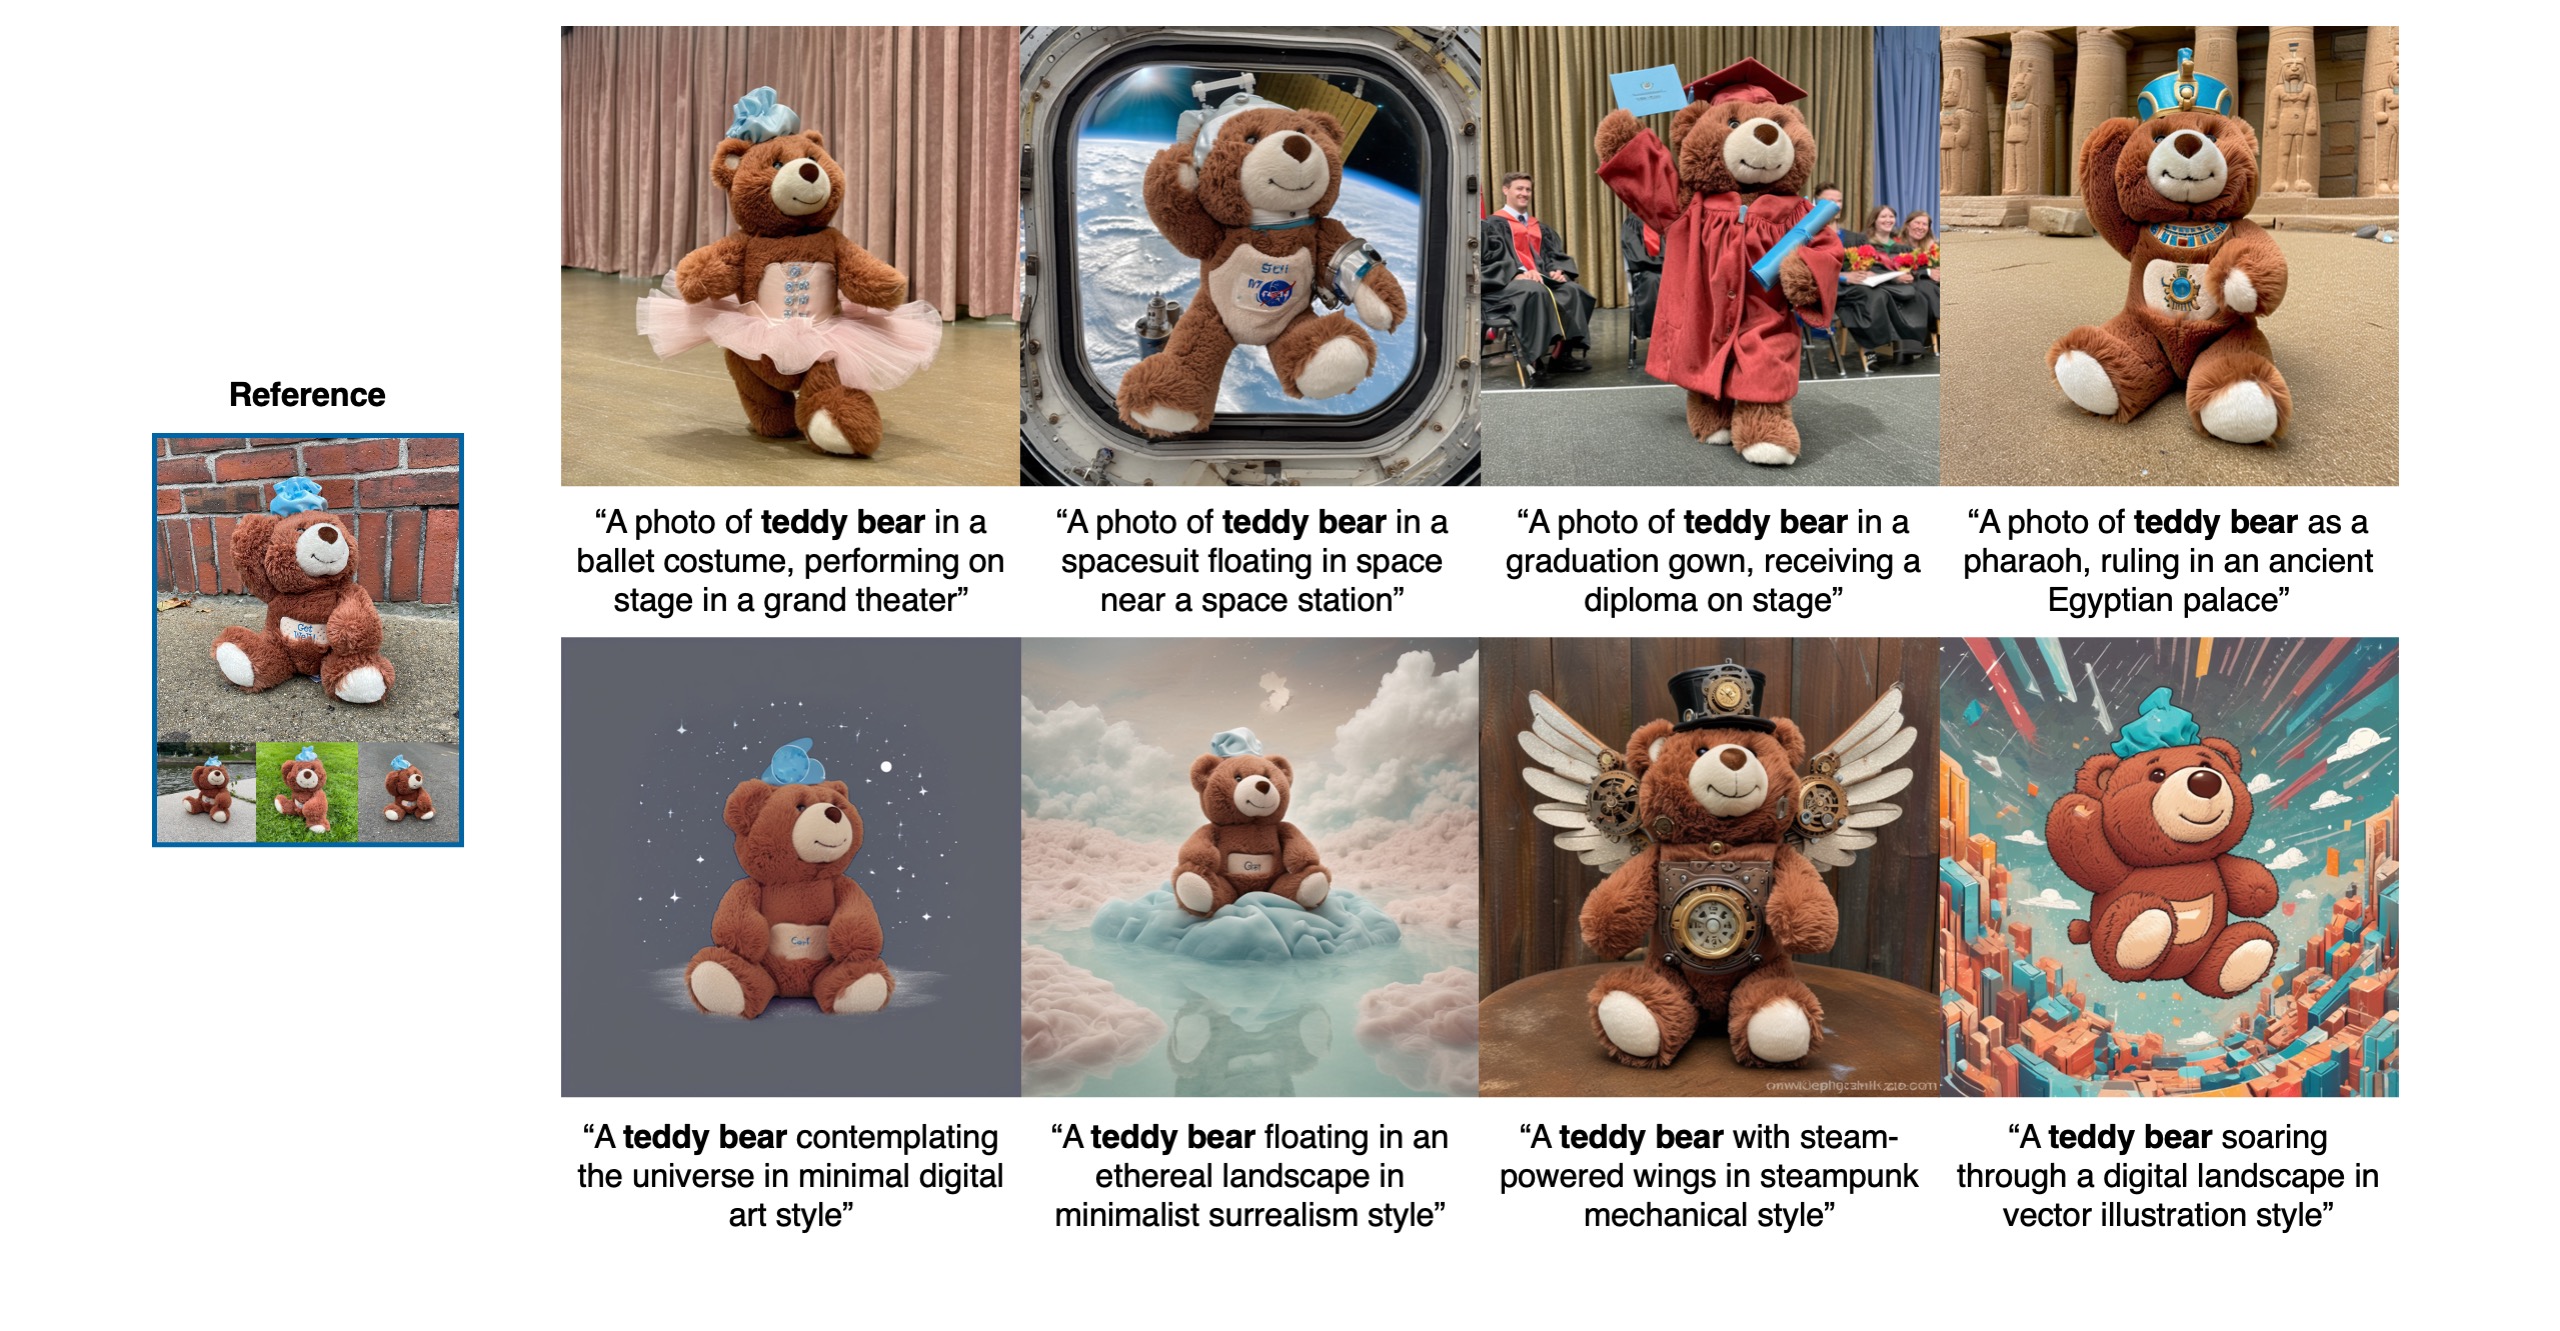 Reference
Get
Well!
“A photo of teddy bear in a
ballet costume, performing on
stage in a grand theater”
“A photo of teddy bear in a
spacesuit floating in space
near a space station”
“A photo of teddy bear in a
graduation gown, receiving a
diploma on stage”
“A photo of teddy bear as a
pharaoh, ruling in an ancient
Egyptian palace”
“A teddy bear contemplating
the universe in minimal digital
art style”
“A teddy bear floating in an
ethereal landscape in
minimalist surrealism style”
“A teddy bear with steam-
powered wings in steampunk
mechanical style”
“A teddy bear soaring
through a digital landscape in
vector illustration style”